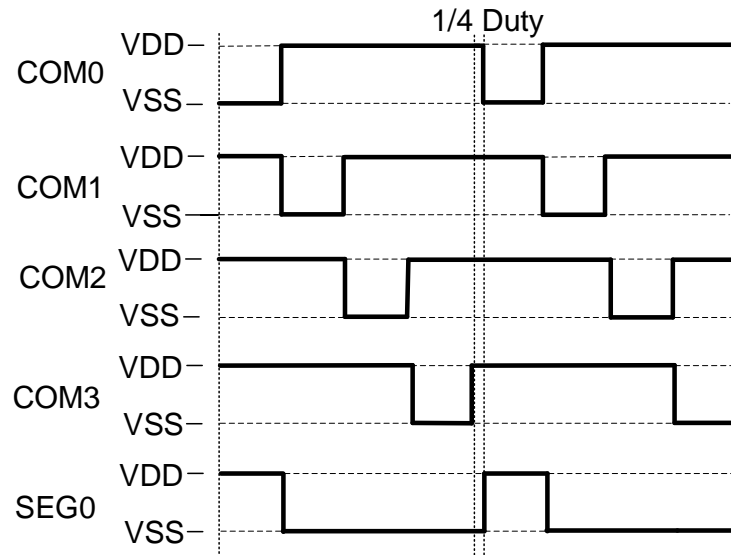 1/4 Duty
VDD
COM0
VSS
VDD
COM1
VSS
VDD
COM2
VSS
VDD
COM3
VSS
VDD
SEG0
VSS